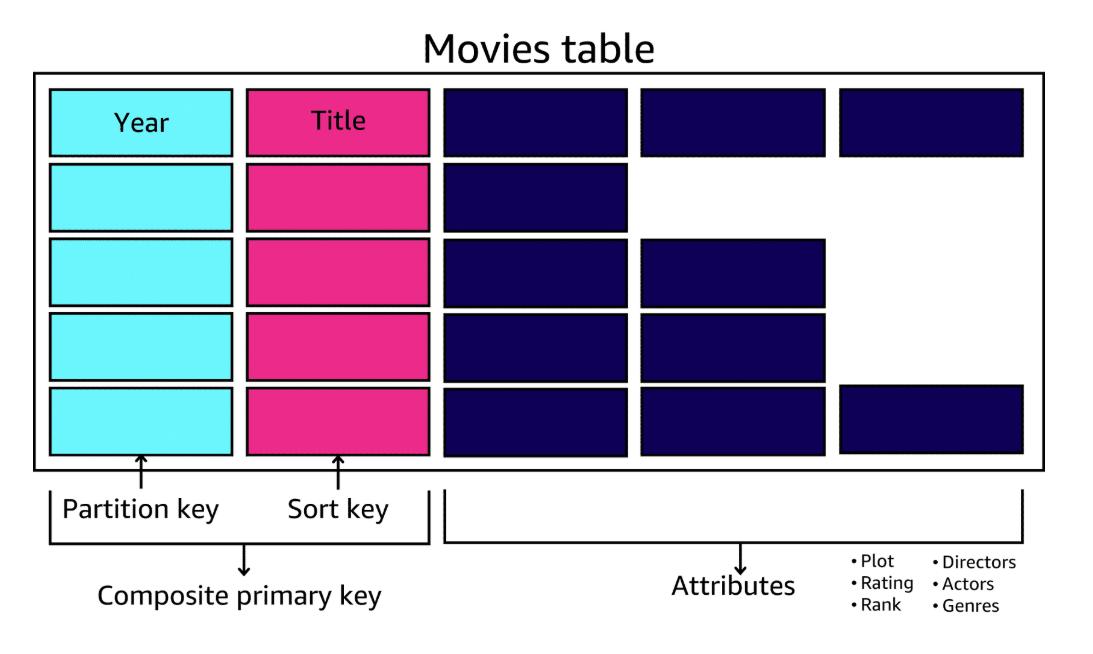 Movies table
Year
Title
Partition key
Sort key
Composite primary key
Attributes
• Plot
• Rating
• Rank
• Directors
• Actors
• Genres